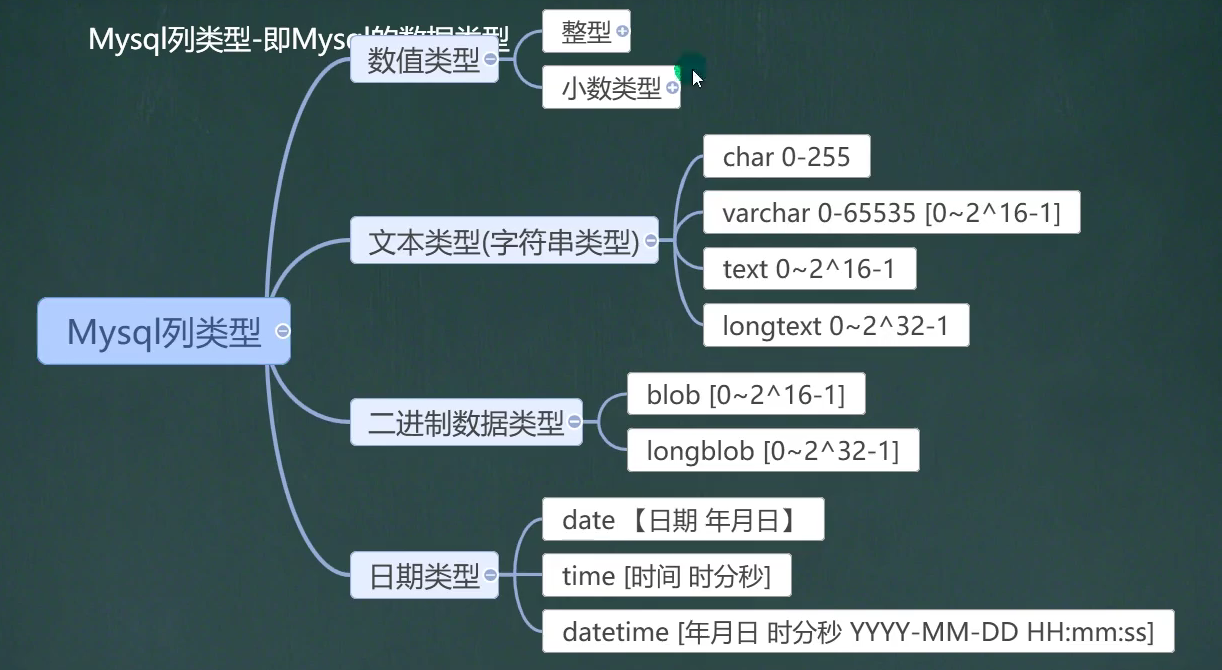 Mysql列类型-即Mysql的数据类型
数值类型
整型
小数类型
char 0-255
varchar 0-65535 [0~2^16-1]
文本类型(字符串类型)
text 0~2^16-1
longtext 0~2^32-1
Mysql列类型
blob [0~2^16-1]
二进制数据类型
longblob [0~2^32-1]
date 【日期 年月日】
日期类型
time [时间 时分秒]
datetime [年月日 时分秒 YYYY-MM-DD HH:mm:ss]